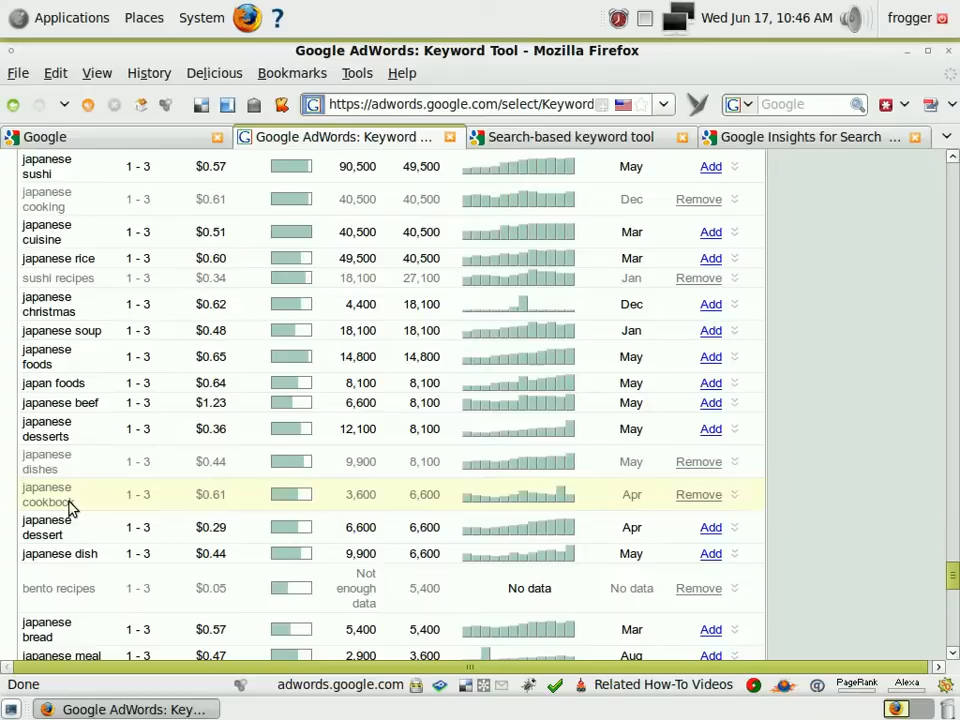 Applications Places System ? Wed Jun 17, 10:46 AM frogger
Google AdWords: Keyword Tool - Mozilla Firefox
File Edit View History Delicious Bookmarks Tools Help
G https://adwords.google.com/select/Keyword G Google
Google Google AdWords: Keyword ... Search-based keyword tool Google Insights for Search ...
japanese sushi 1 - 3 $0.57 90,500 49,500 May Add
japanese cooking 1 - 3 $0.61 40,500 40,500 Dec Remove
japanese cuisine 1 - 3 $0.51 40,500 40,500 Mar Add
japanese rice 1 - 3 $0.60 49,500 40,500 Mar Add
sushi recipes 1 - 3 $0.34 18,100 27,100 Jan Remove
japanese christmas 1 - 3 $0.62 4,400 18,100 Dec Add
japanese soup 1 - 3 $0.48 18,100 18,100 Jan Add
japanese foods 1 - 3 $0.65 14,800 14,800 May Add
japan foods 1 - 3 $0.64 8,100 8,100 May Add
japanese beef 1 - 3 $1.23 6,600 8,100 May Add
japanese desserts 1 - 3 $0.36 12,100 8,100 May Add
japanese dishes 1 - 3 $0.44 9,900 8,100 May Remove
japanese cookbook 1 - 3 $0.61 3,600 6,600 Apr Remove
japanese dessert 1 - 3 $0.29 6,600 6,600 Apr Add
japanese dish 1 - 3 $0.44 9,900 6,600 May Add
bento recipes 1 - 3 $0.05 Not enough data 5,400 No data No data Remove
japanese bread 1 - 3 $0.57 5,400 5,400 Mar Add
japanese meal 1 - 3 $0.47 2,900 3,600 Aug Add
Done adwords.google.com Related How-To Videos @ PageRank Alexa
Google AdWords: Key...